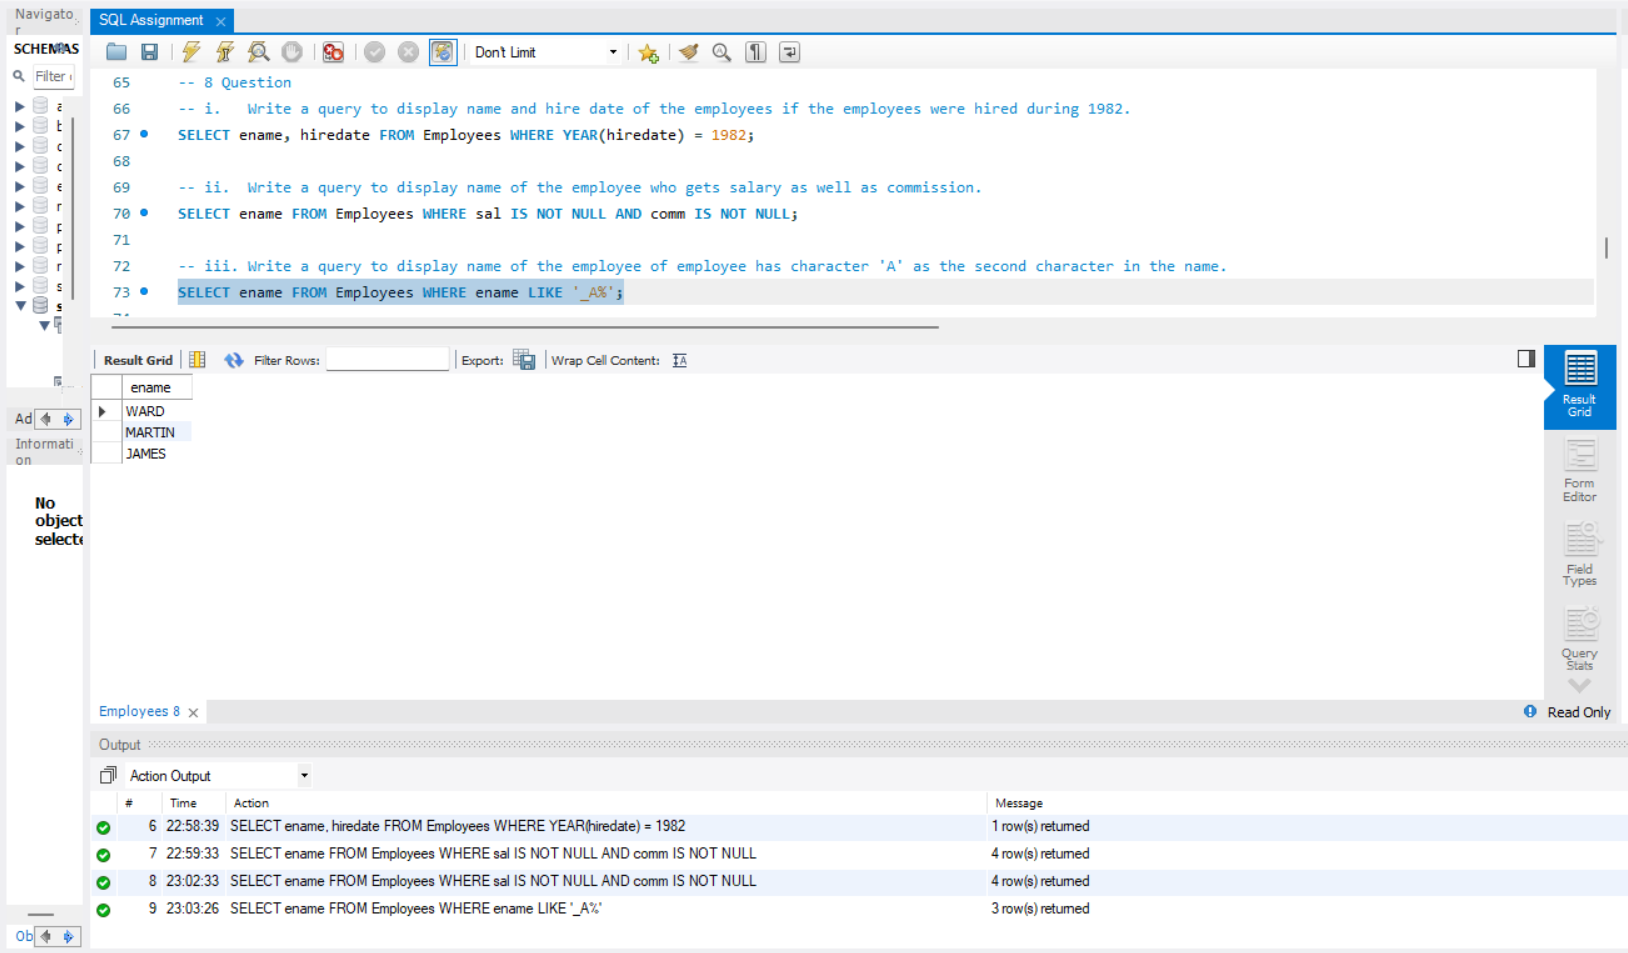 Navigato
r
SQL Assignment
SCHEMAS
Don't Limit
Filter
65 -- 8 Question
66 -- i. Write a query to display name and hire date of the employees if the employees were hired during 1982.
67 SELECT ename, hiredate FROM Employees WHERE YEAR(hiredate) = 1982;
68
69 -- ii. Write a query to display name of the employee who gets salary as well as commission.
70 SELECT ename FROM Employees WHERE sal IS NOT NULL AND comm IS NOT NULL;
71
72 -- iii. Write a query to display name of the employee of employee has character 'A' as the second character in the name.
73 SELECT ename FROM Employees WHERE ename LIKE '_A%';
Result Grid Filter Rows: Export: Wrap Cell Content:
ename
WARD
MARTIN
JAMES
Result
Grid
Form
Editor
Field
Types
Query
Stats
Ad
Informati
on
No
object
selecte
Employees 8
Read Only
Output
Action Output
# Time Action Message
6 22:58:39 SELECT ename, hiredate FROM Employees WHERE YEAR(hiredate) = 1982 1 row(s) returned
7 22:59:33 SELECT ename FROM Employees WHERE sal IS NOT NULL AND comm IS NOT NULL 4 row(s) returned
8 23:02:33 SELECT ename FROM Employees WHERE sal IS NOT NULL AND comm IS NOT NULL 4 row(s) returned
9 23:03:26 SELECT ename FROM Employees WHERE ename LIKE '_A%' 3 row(s) returned
Ob